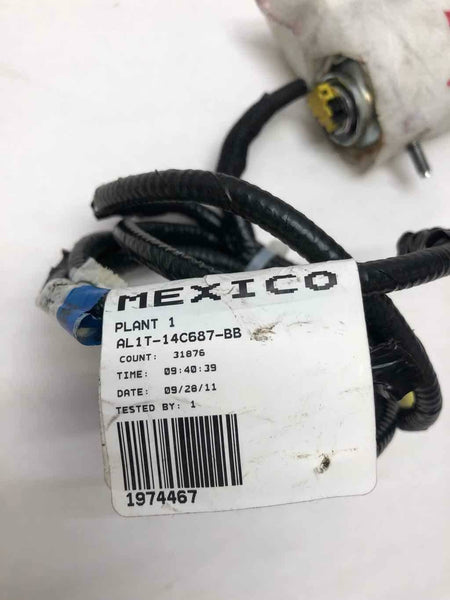 MEXICO
PLANT 1
AL1T-14C687-BB
COUNT: 31876
TIME: 09:40:39
DATE: 09/28/11
TESTED BY: 1
1974467